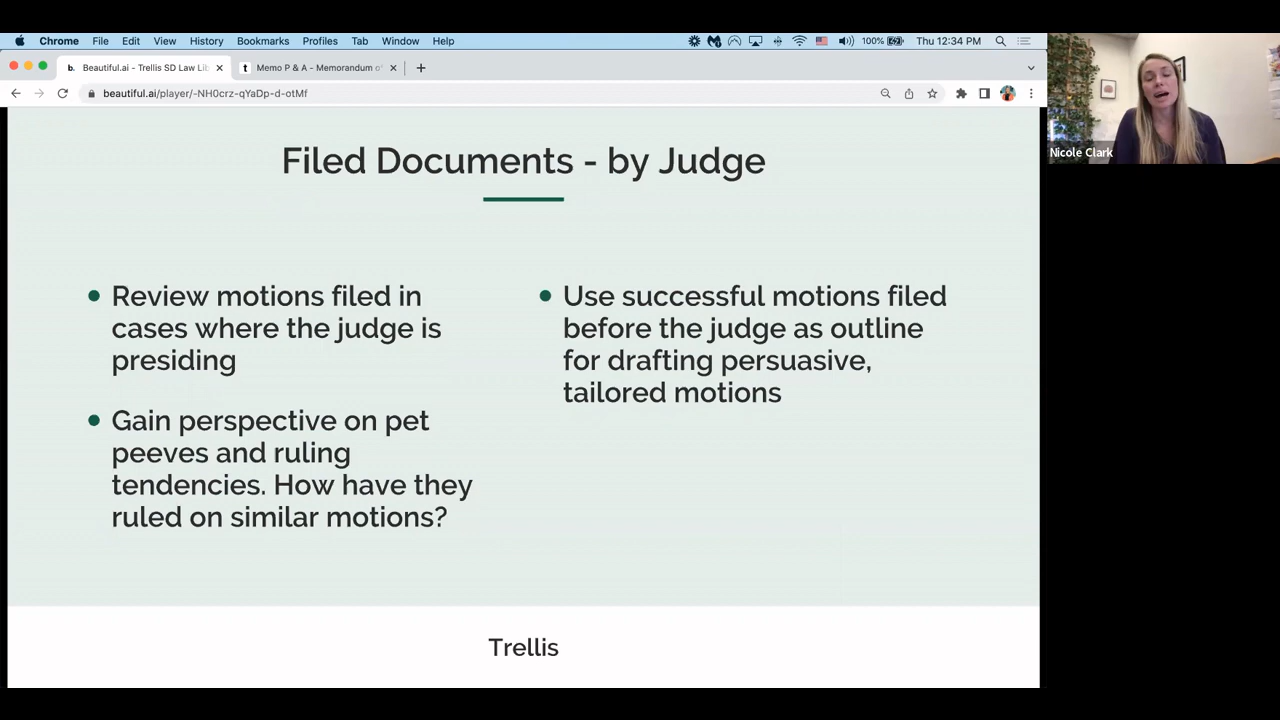 Chrome File Edit View History Bookmarks Profiles Tab Window Help 100% Thu 12:34 PM
b. Beautiful.ai - Trellis SD Law Lib
t Memo P & A - Memorandum o
beautiful.ai/player/-NH0crz-qYaDp-d-otMf
Nicole Clark
Filed Documents - by Judge
Review motions filed in
cases where the judge is
presiding
Gain perspective on pet
peeves and ruling
tendencies. How have they
ruled on similar motions?
Use successful motions filed
before the judge as outline
for drafting persuasive,
tailored motions
Trellis